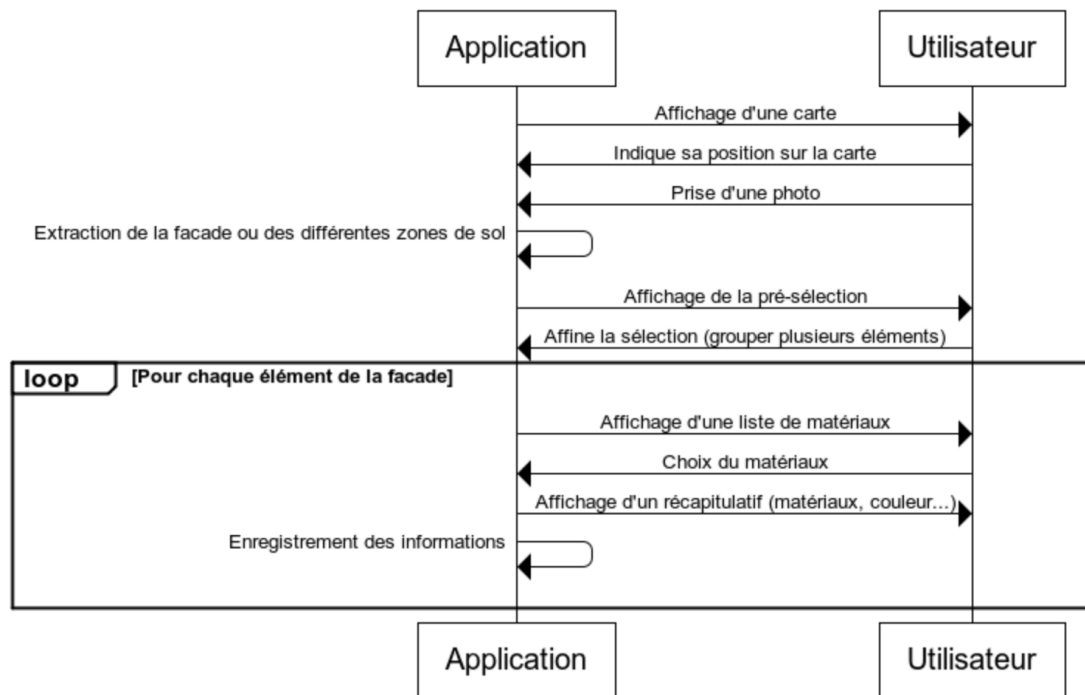 Application
Utilisateur
Affichage d'une carte
Indique sa position sur la carte
Prise d'une photo
Extraction de la facade ou des différentes zones de sol
Affichage de la pré-sélection
Affine la sélection (grouper plusieurs éléments)
loop
[Pour chaque élément de la facade]
Affichage d'une liste de matériaux
Choix du matériaux
Affichage d'un récapitulatif (matériaux, couleur...)
Enregistrement des informations
Application
Utilisateur